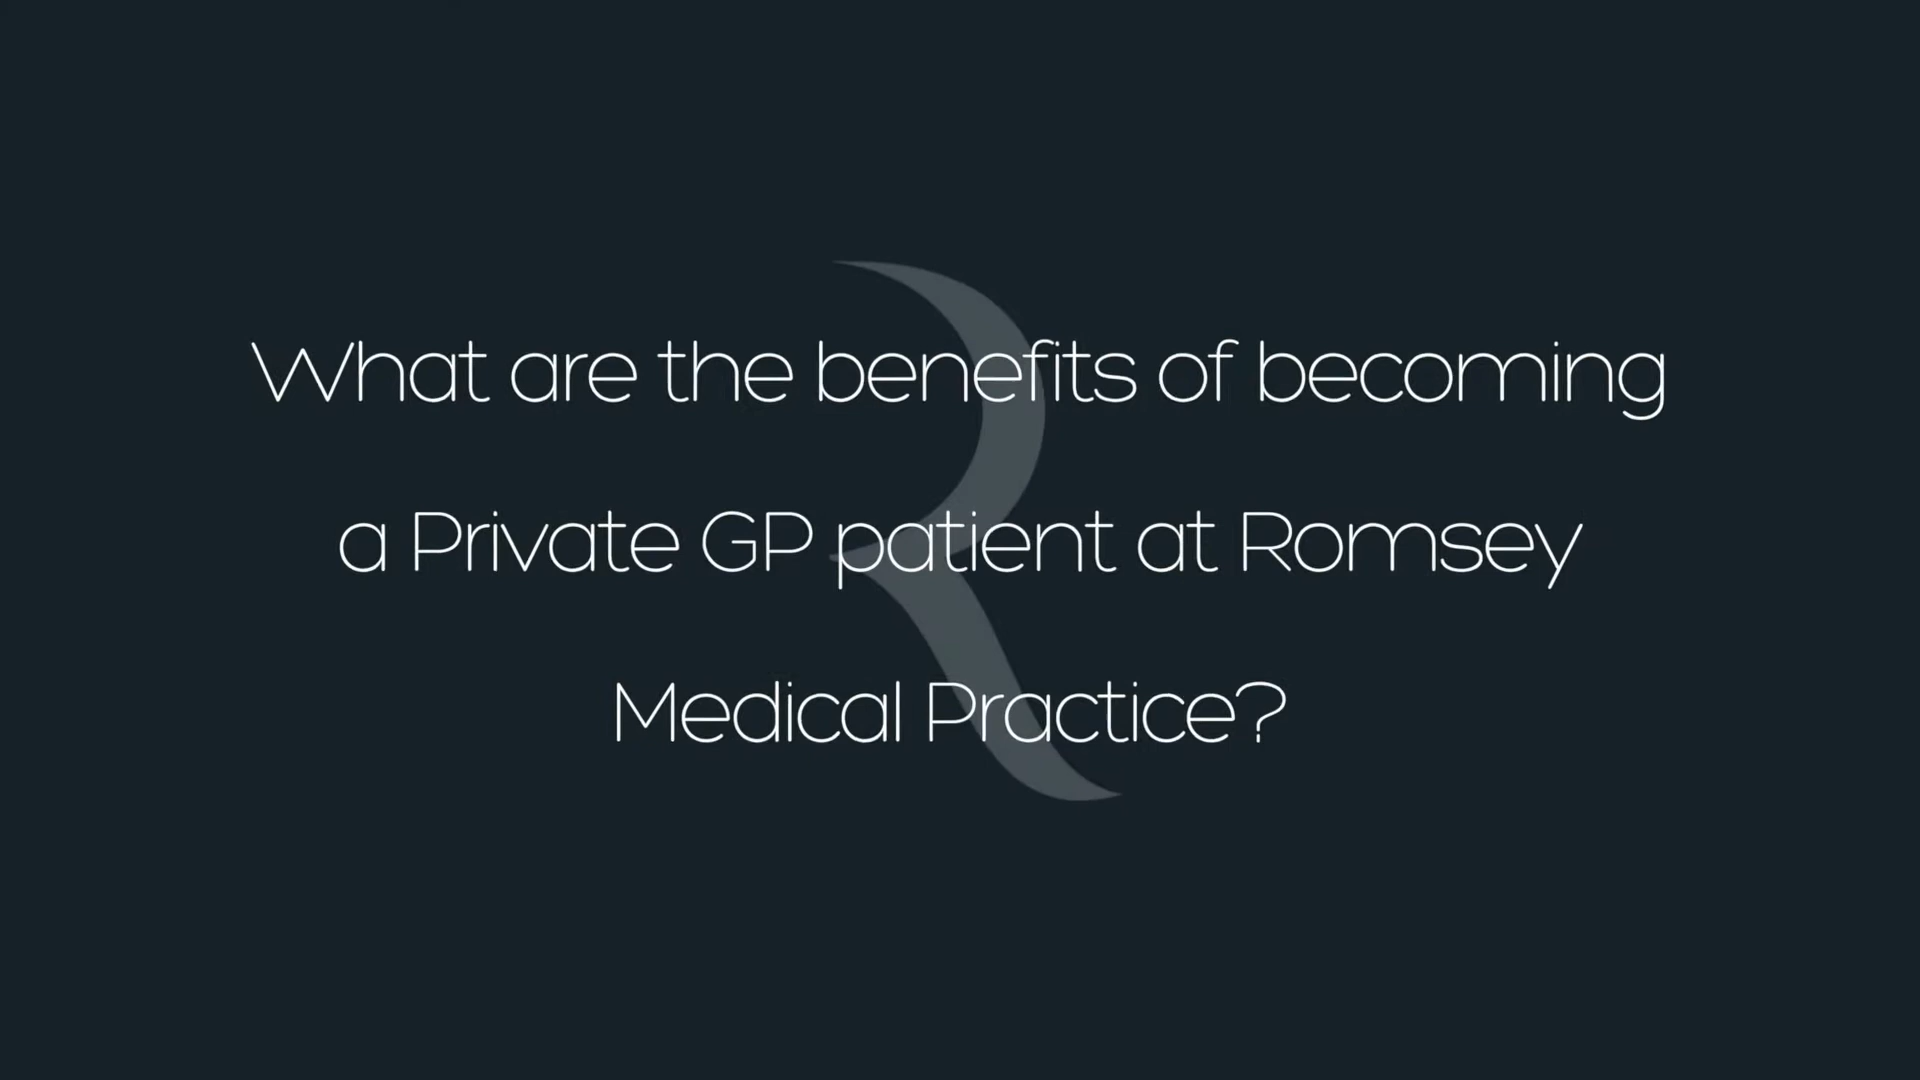 What are the benefits of becoming
a Private GP patient at Romsey
Medical Practice?